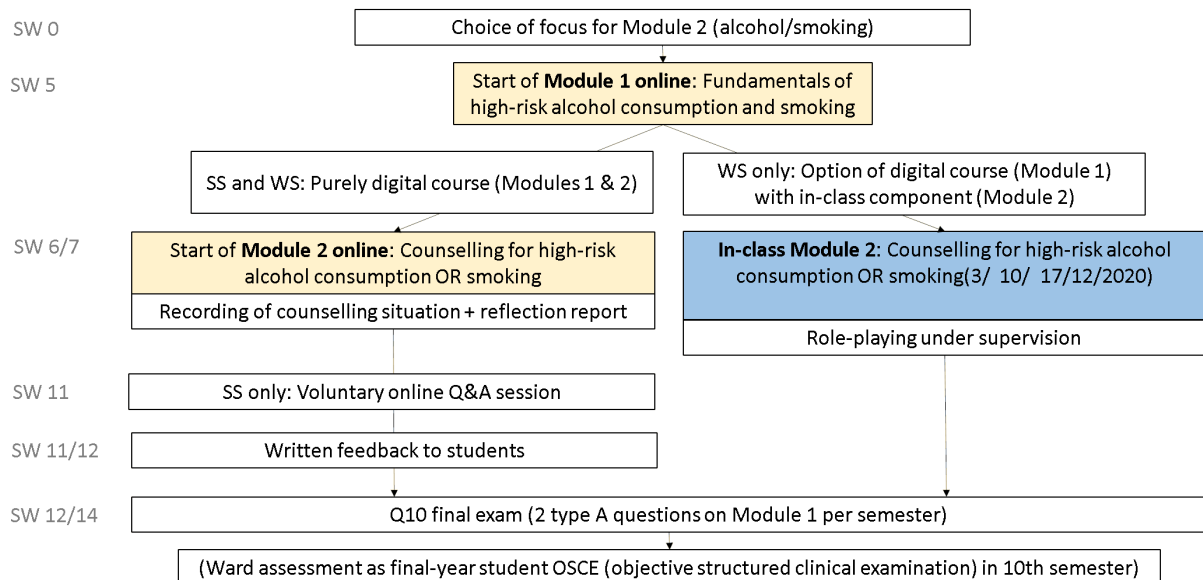 SW 0
Choice of focus for Module 2 (alcohol/smoking)
SW 5
Start of Module 1 online: Fundamentals of
high-risk alcohol consumption and smoking
SS and WS: Purely digital course (Modules 1 & 2)
WS only: Option of digital course (Module 1)
with in-class component (Module 2)
SW 6/7
Start of Module 2 online: Counselling for high-risk
alcohol consumption OR smoking
Recording of counselling situation + reflection report
In-class Module 2: Counselling for high-risk alcohol
consumption OR smoking(3/ 10/ 17/12/2020)
Role-playing under supervision
SW 11
SS only: Voluntary online Q&A session
SW 11/12
Written feedback to students
SW 12/14
Q10 final exam (2 type A questions on Module 1 per semester)
(Ward assessment as final-year student OSCE (objective structured clinical examination) in 10th semester)